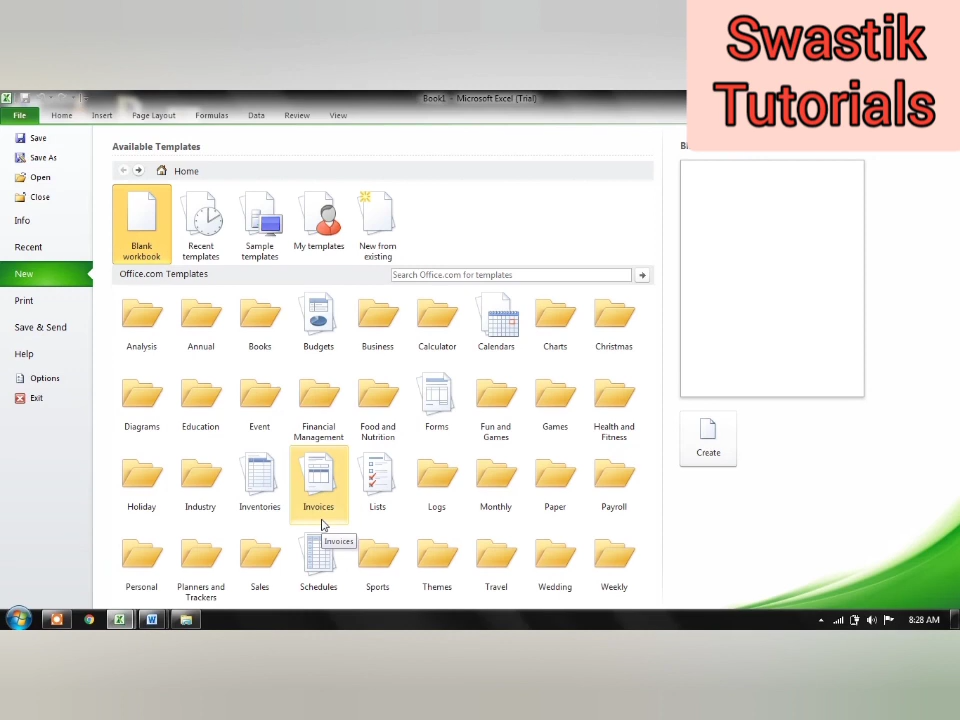 Swastik
Tutorials
Book1 - Microsoft Excel (Trial)
File Home Insert Page Layout Formulas Data Review View
Save
Save As
Open
Close
Info
Recent
New
Print
Save & Send
Help
Options
Exit
Available Templates
Home
Blank workbook
Recent templates
Sample templates
My templates
New from existing
Office.com Templates
Search Office.com for templates
Analysis Annual Books Budgets Business Calculator Calendars Charts Christmas
Diagrams Education Event Financial Management Food and Nutrition Forms Fun and Games Games Health and Fitness
Holiday Industry Inventories Invoices Lists Logs Monthly Paper Payroll
Invoices
Personal Planners and Trackers Sales Schedules Sports Themes Travel Wedding Weekly
Create
8:28 AM